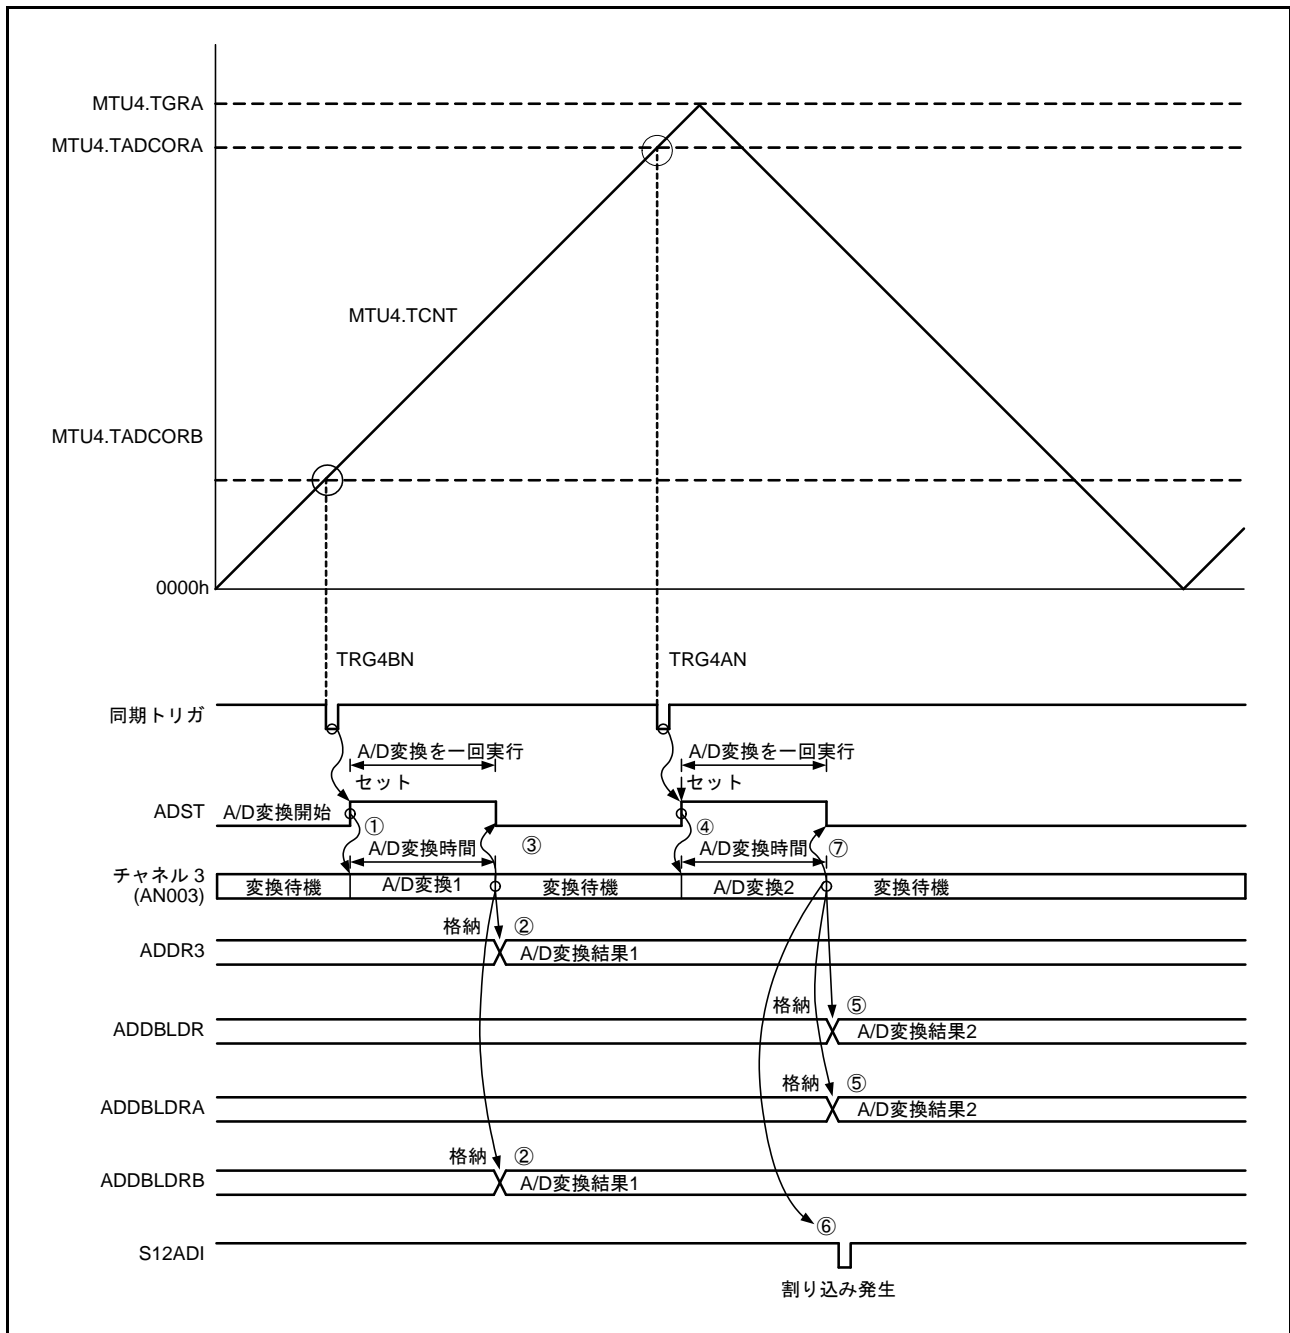 MTU4.TGRA
MTU4.TADCORA
MTU4.TCNT
MTU4.TADCORB
0000h
TRG4BN
TRG4AN
同期トリガ
A/D変換を一回実行
A/D変換を一回実行
セット
セット
ADST
A/D変換開始
①
③
④
⑦
A/D変換時間
A/D変換時間
チャネル 3
(AN003)
変換待機
A/D変換1
変換待機
A/D変換2
変換待機
格納
②
ADDR3
A/D変換結果1
格納
⑤
ADDBLDR
A/D変換結果2
格納
⑤
ADDBLDRA
A/D変換結果2
格納
②
ADDBLDRB
A/D変換結果1
⑥
S12ADI
割り込み発生